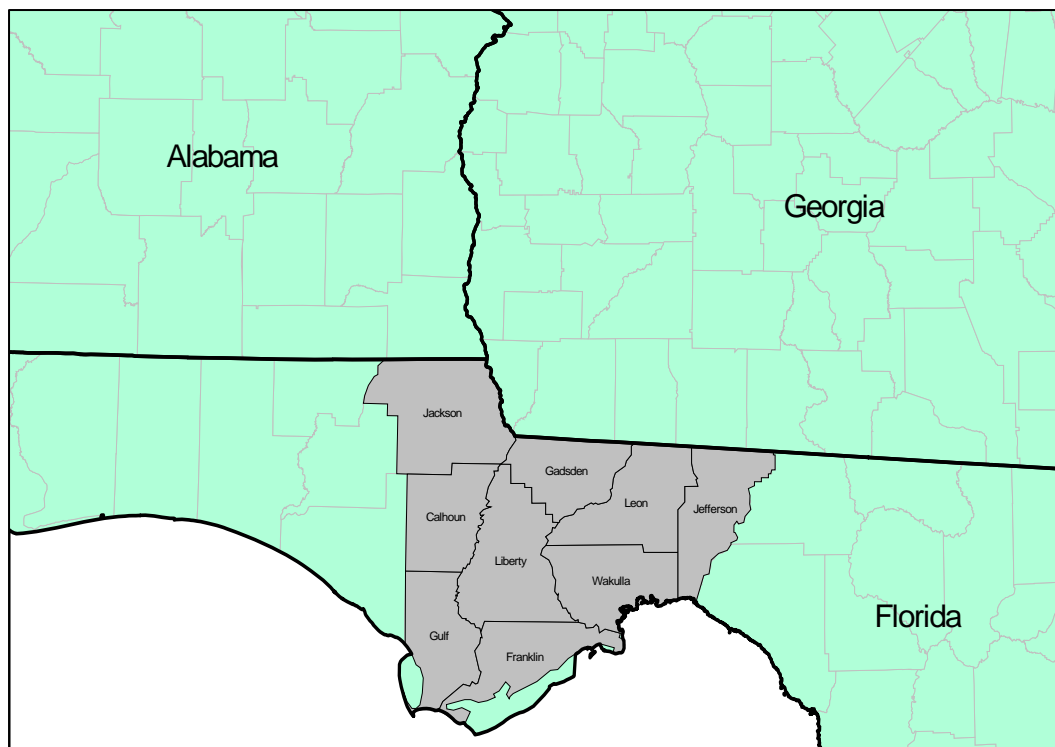 Alabama
Georgia
Jackson
Gadsden
Leon
Jefferson
Calhoun
Liberty
Wakulla
Florida
Gulf
Franklin